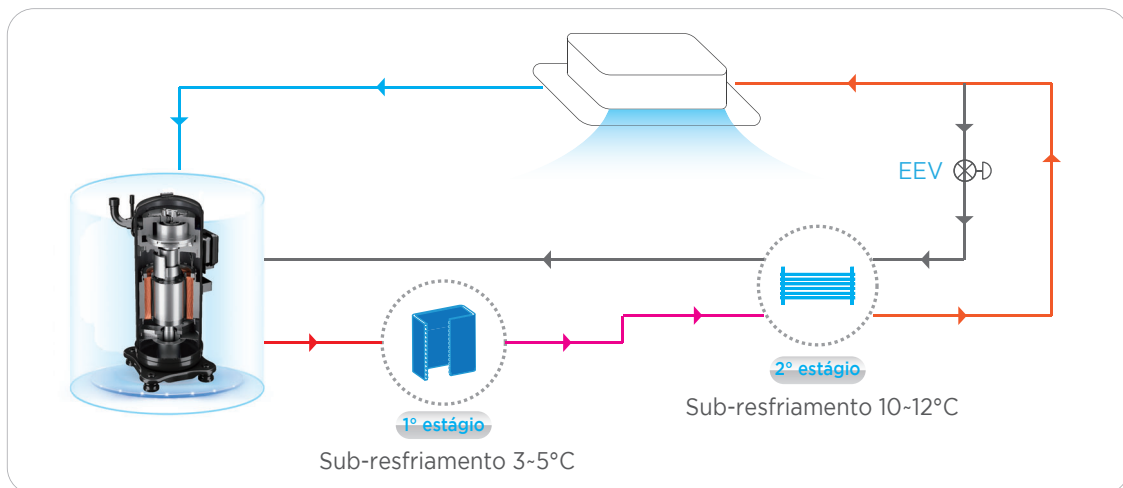 EEV
2° estágio
Sub-resfriamento 10~12°C
1° estágio
Sub-resfriamento 3~5°C